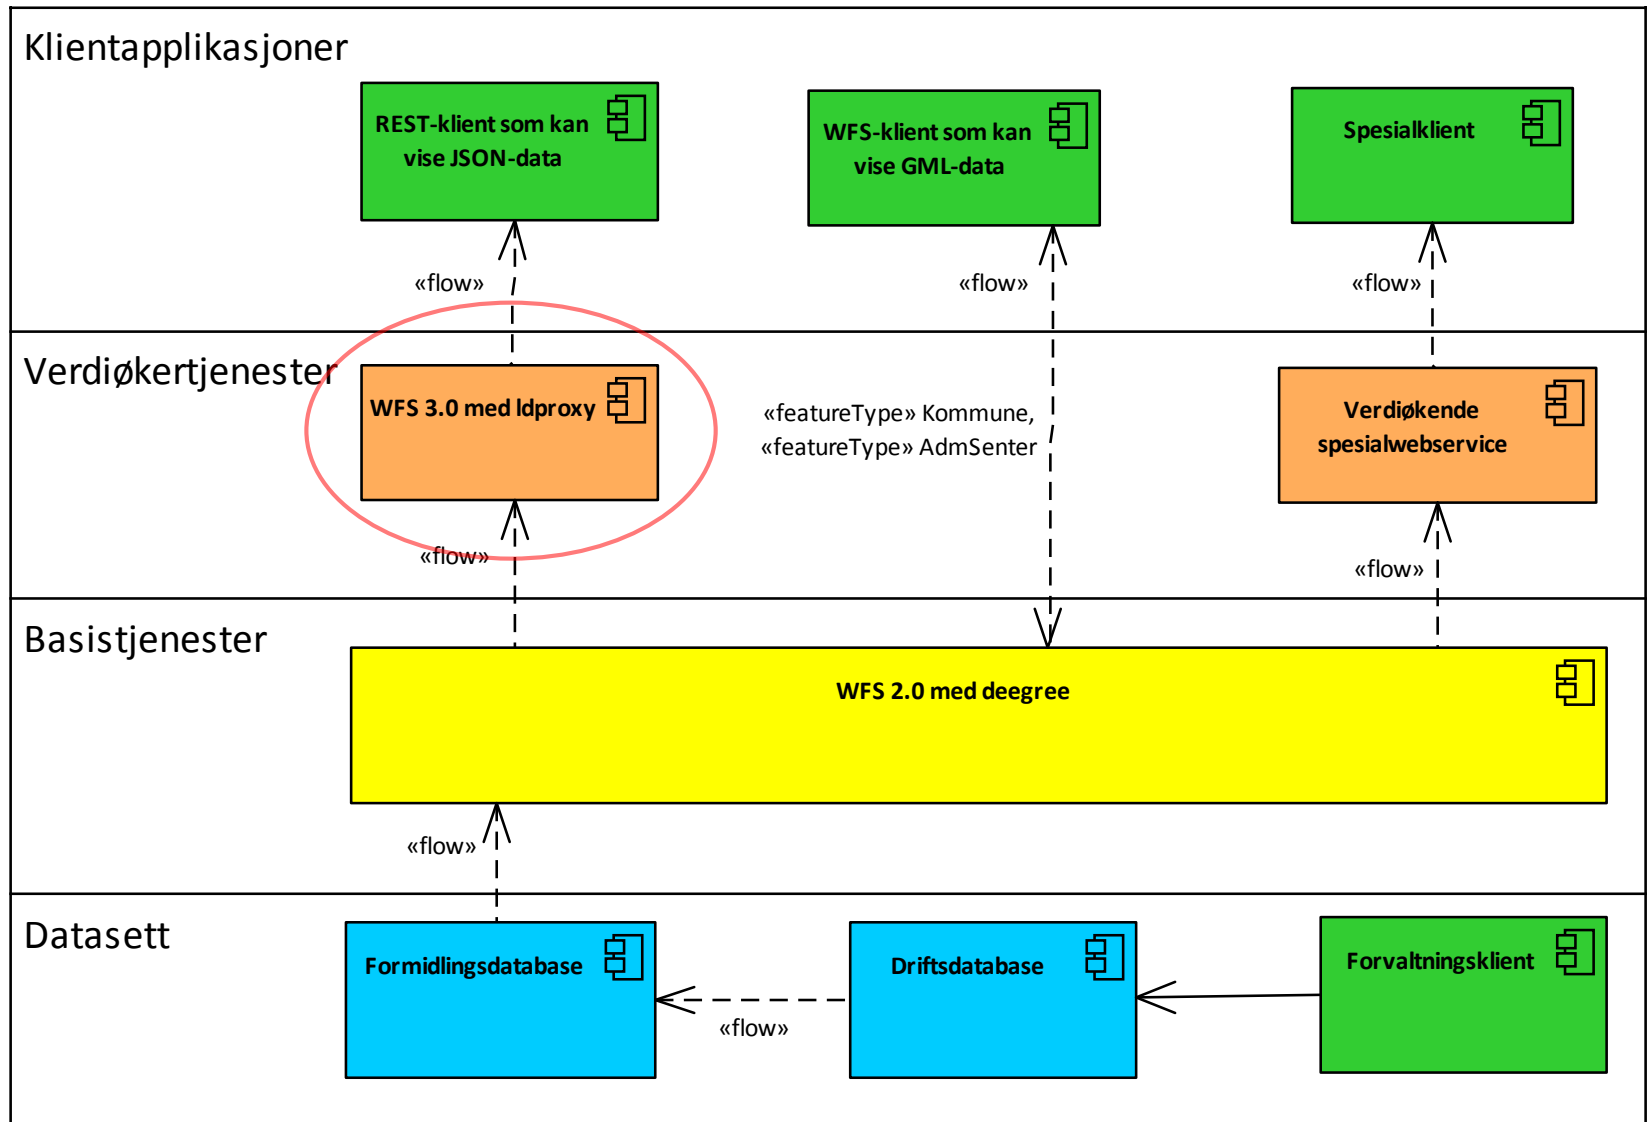 Klientapplikasjoner
REST-klient som kan
vise JSON-data
WFS-klient som kan
vise GML-data
Spesialklient
«flow»
«flow»
«flow»
Verdiøkertjenester
WFS 3.0 med ldproxy
«featureType» Kommune,
«featureType» AdmSenter
Verdiøkende
spesialwebservice
«flow»
«flow»
Basistjenester
WFS 2.0 med deegree
«flow»
Datasett
Formidlingsdatabase
Driftsdatabase
Forvaltningsklient
«flow»